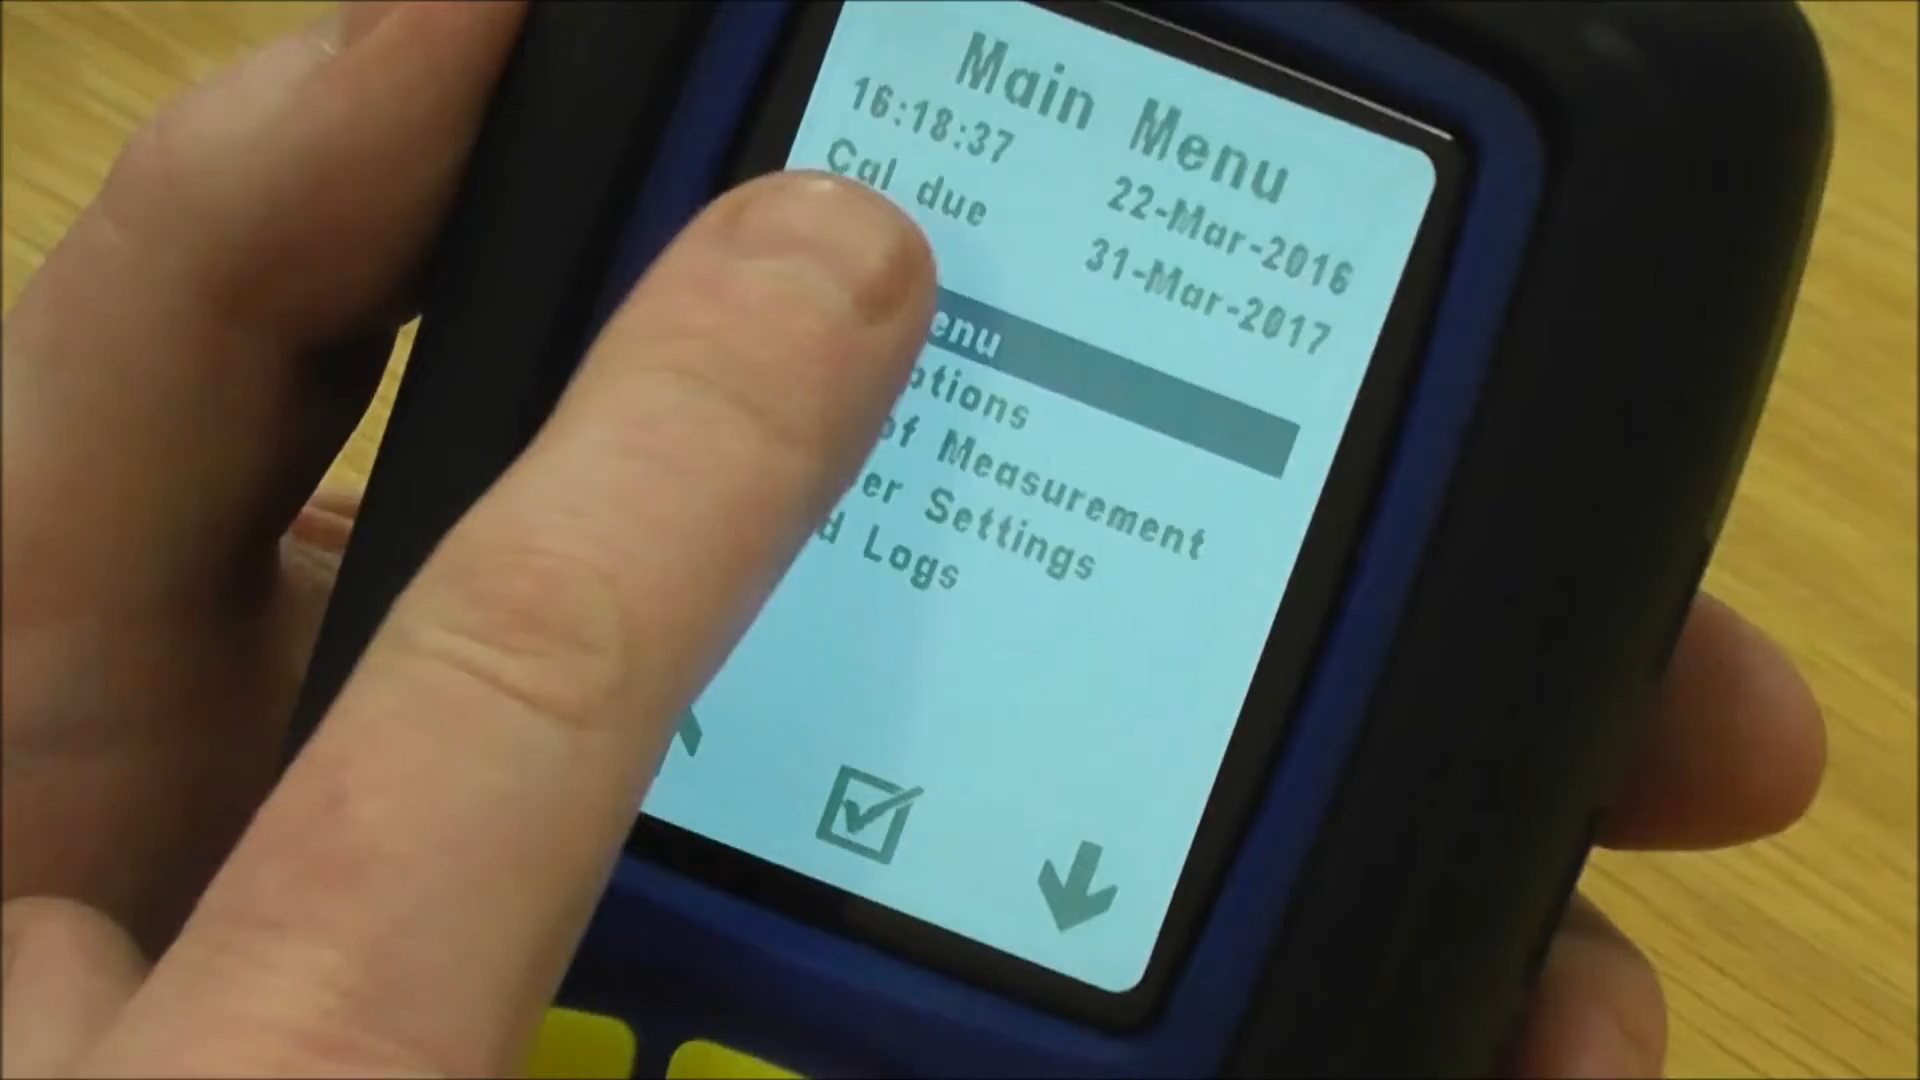 Main Menu
16:18:37 22-Mar-2016
Cal due 31-Mar-2017
enu
ptions
of Measurement
er Settings
d Logs